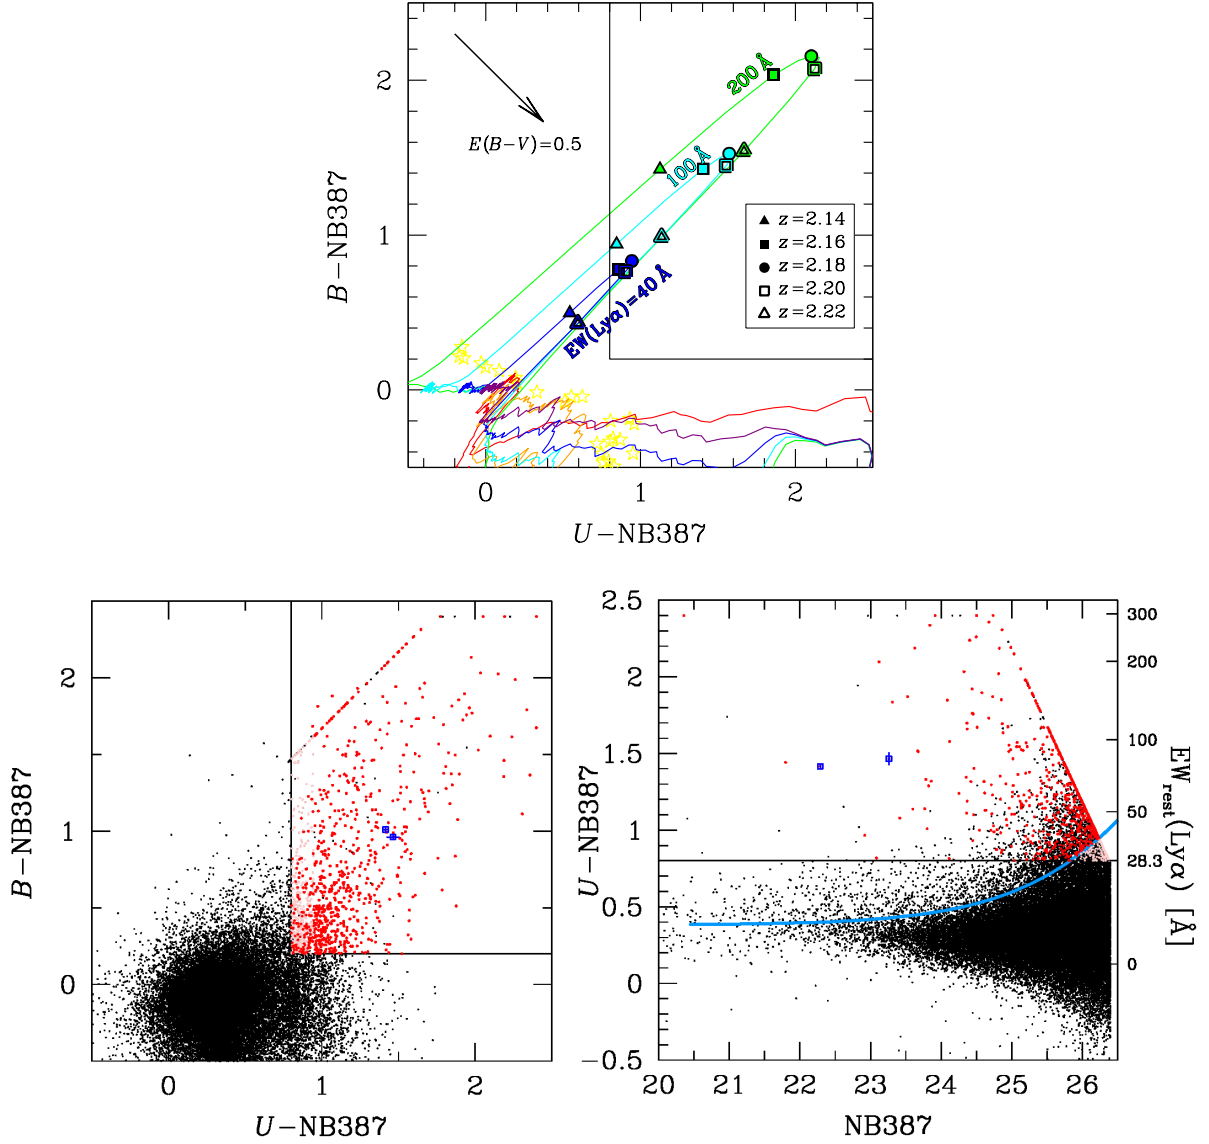 2
1
0
B−NB387
E(B−V)=0.5
200 Å
100 Å
EW(Lyα)=40 Å
z=2.14
z=2.16
z=2.18
z=2.20
z=2.22
0 1 2
U−NB387
2
1
0
B−NB387
0 1 2
U−NB387
2.5
2
1.5
1
0.5
0
−0.5
U−NB387
300
200
100
50
28.3
0
EWrest(Lyα) [Å]
20 21 22 23 24 25 26
NB387